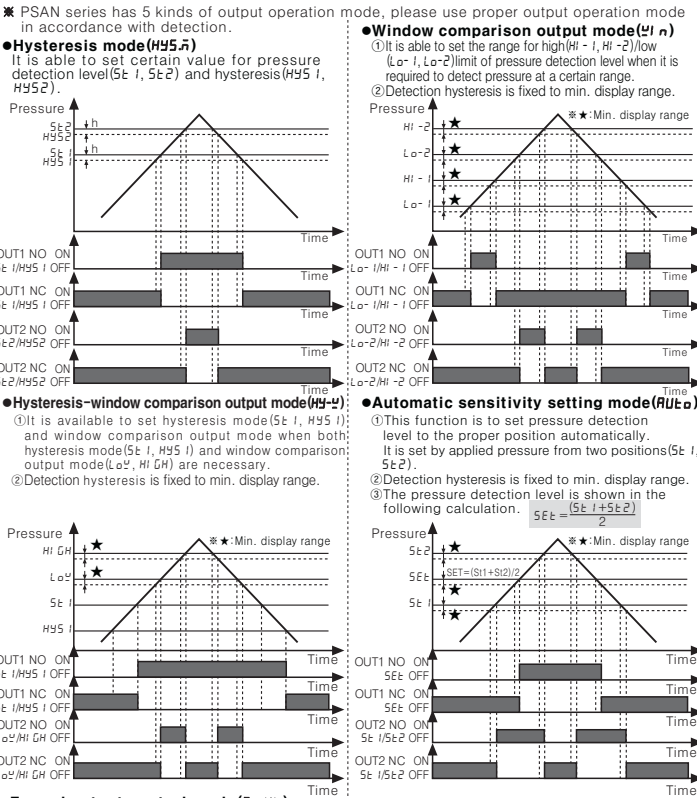 ※ PSAN series has 5 kinds of output operation mode, please use proper output operation mode
in accordance with detection.
●Hysteresis mode(HYS.m)
It is able to set certain value for pressure
detection level(St 1, St2) and hysteresis(HYS 1,
HYS2).
Pressure
St2
HYS2
St 1
HYS 1
h
h
Time
OUT1 NO ON
St 1/HYS 1 OFF
Time
OUT1 NC ON
St 1/HYS 1 OFF
Time
OUT2 NO ON
St2/HYS2 OFF
Time
OUT2 NC ON
St2/HYS2 OFF
Time
●Window comparison output mode(WIn)
①It is able to set the range for high(HI-1, HI-2)/low
(Lo-1, Lo-2)limit of pressure detection level when it is
required to detect pressure at a certain range.
②Detection hysteresis is fixed to min. display range.
Pressure
※★:Min. display range
HI-2 ★
Lo-2 ★
HI-1 ★
Lo-1 ★
Time
OUT1 NO ON
Lo-1/HI-1 OFF
Time
OUT1 NC ON
Lo-1/HI-1 OFF
Time
OUT2 NO ON
Lo-2/HI-2 OFF
Time
OUT2 NC ON
Lo-2/HI-2 OFF
Time
●Hysteresis-window comparison output mode(HY-W)
①It is available to set hysteresis mode(St 1, HYS 1)
and window comparison output mode when both
hysteresis mode(St 1, HYS 1) and window comparison
output mode(LoW, HIGH) are necessary.
②Detection hysteresis is fixed to min. display range.
Pressure
※★:Min. display range
HIGH ★
LoW ★
St 1
HYS 1
Time
OUT1 NO ON
St 1/HYS 1 OFF
Time
OUT1 NC ON
St 1/HYS 1 OFF
Time
OUT2 NO ON
LoW/HIGH OFF
Time
OUT2 NC ON
LoW/HIGH OFF
Time
●Automatic sensitivity setting mode(AUto)
①This function is to set pressure detection
level to the proper position automatically.
It is set by applied pressure from two positions(St 1,
St2).
②Detection hysteresis is fixed to min. display range.
③The pressure detection level is shown in the
following calculation. SEt=(St 1+St2)/2
Pressure
※★:Min. display range
St2 ★
SEt SET=(St1+St2)/2
★
St 1
★
Time
OUT1 NO ON
SEt OFF
Time
OUT1 NC ON
SEt OFF
Time
OUT2 NO ON
St 1/St2 OFF
Time
OUT2 NC ON
St 1/St2 OFF
Time